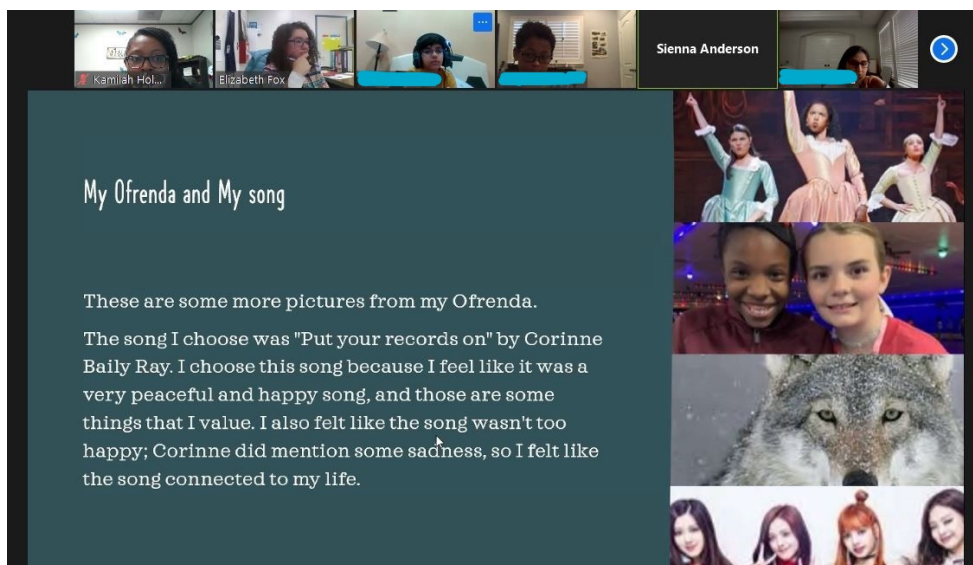 Kamilah Hol...
Elizabeth Fox
Sienna Anderson
My Ofrenda and My song
These are some more pictures from my Ofrenda.
The song I choose was "Put your records on" by Corinne
Baily Ray. I choose this song because I feel like it was a
very peaceful and happy song, and those are some
things that I value. I also felt like the song wasn't too
happy; Corinne did mention some sadness, so I felt like
the song connected to my life.